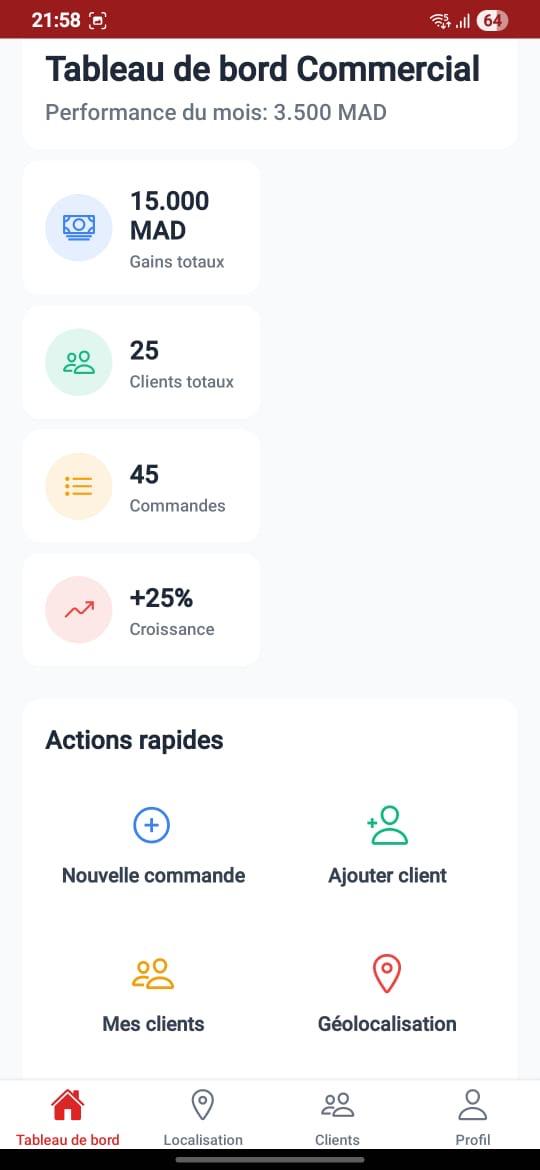 21:58
64
Tableau de bord Commercial
Performance du mois: 3.500 MAD
15.000
MAD
Gains totaux
25
Clients totaux
45
Commandes
+25%
Croissance
Actions rapides
Nouvelle commande
Ajouter client
Mes clients
Géolocalisation
Tableau de bord
Localisation
Clients
Profil